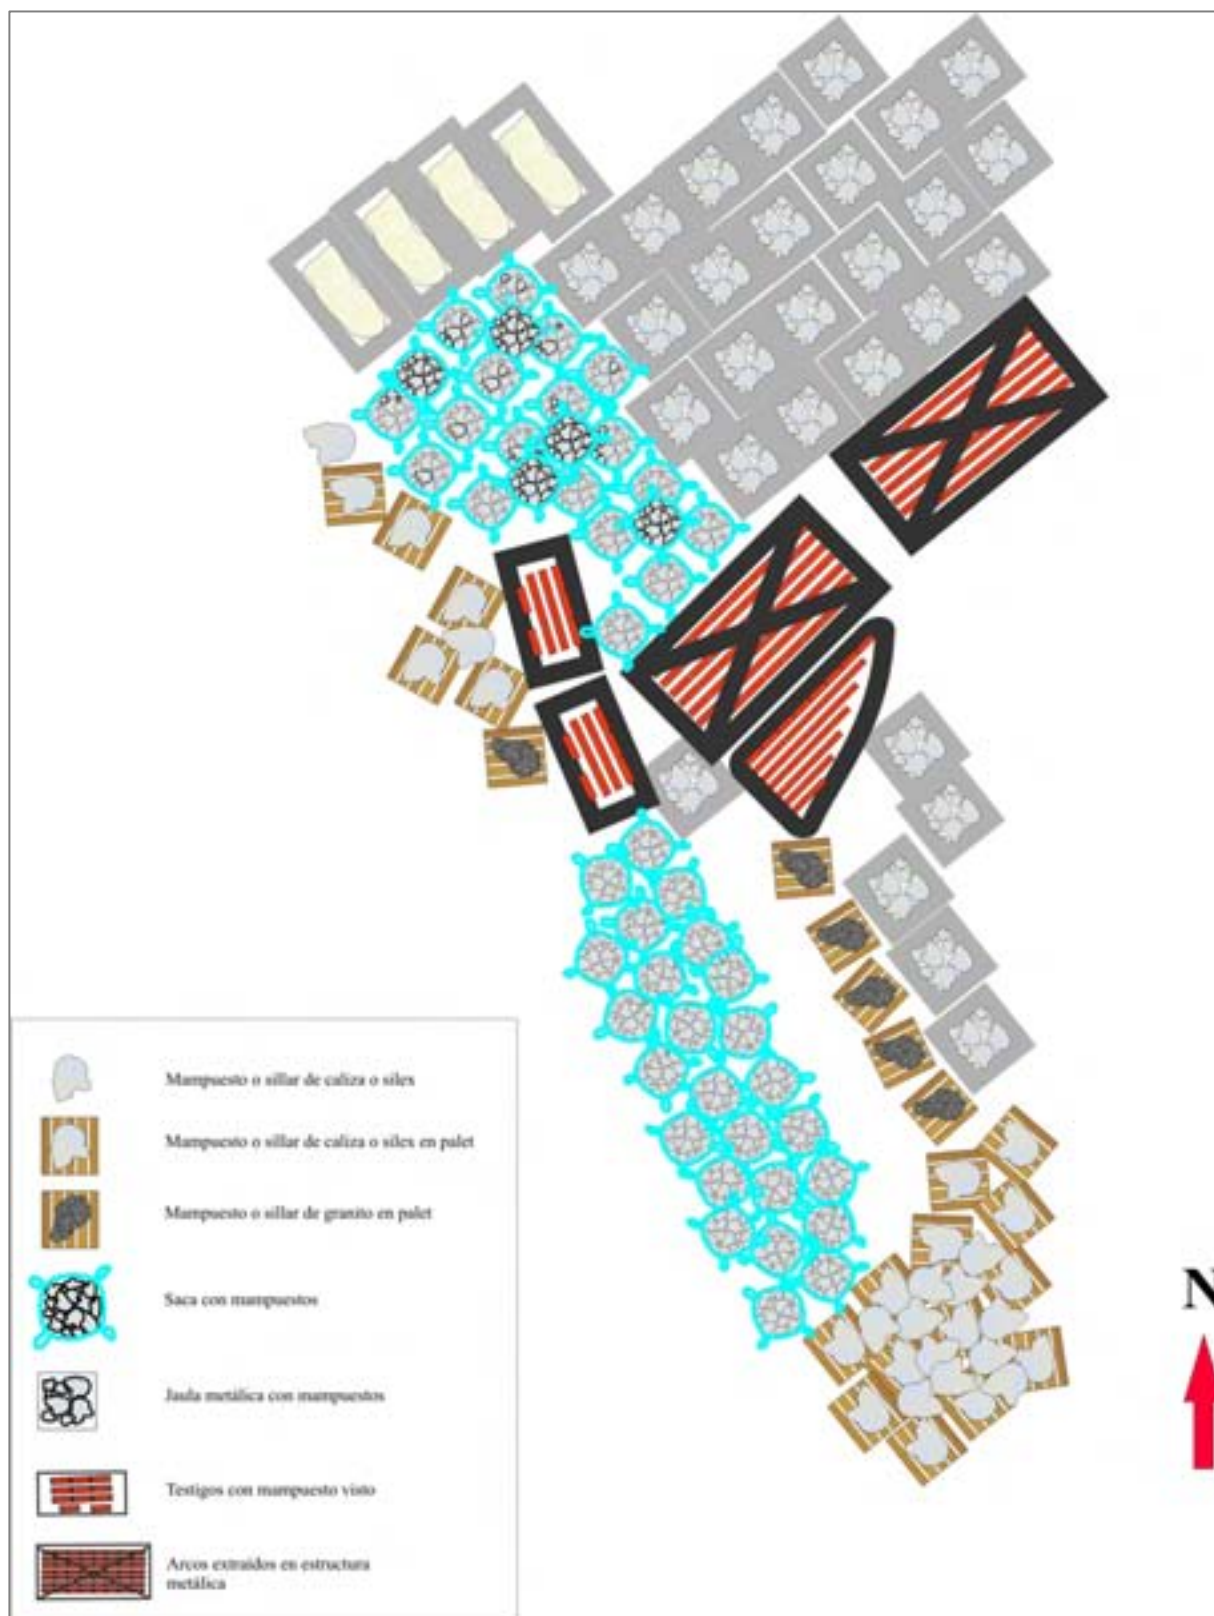 Mampuesto o sillar de caliza o silex
Mampuesto o sillar de caliza o silex en palet
Mampuesto o sillar de granito en palet
Saca con mampuestos
Jaula metálica con mampuestos
Testigos con mampuesto visto
Arcos extraidos en estructura
metálica
N